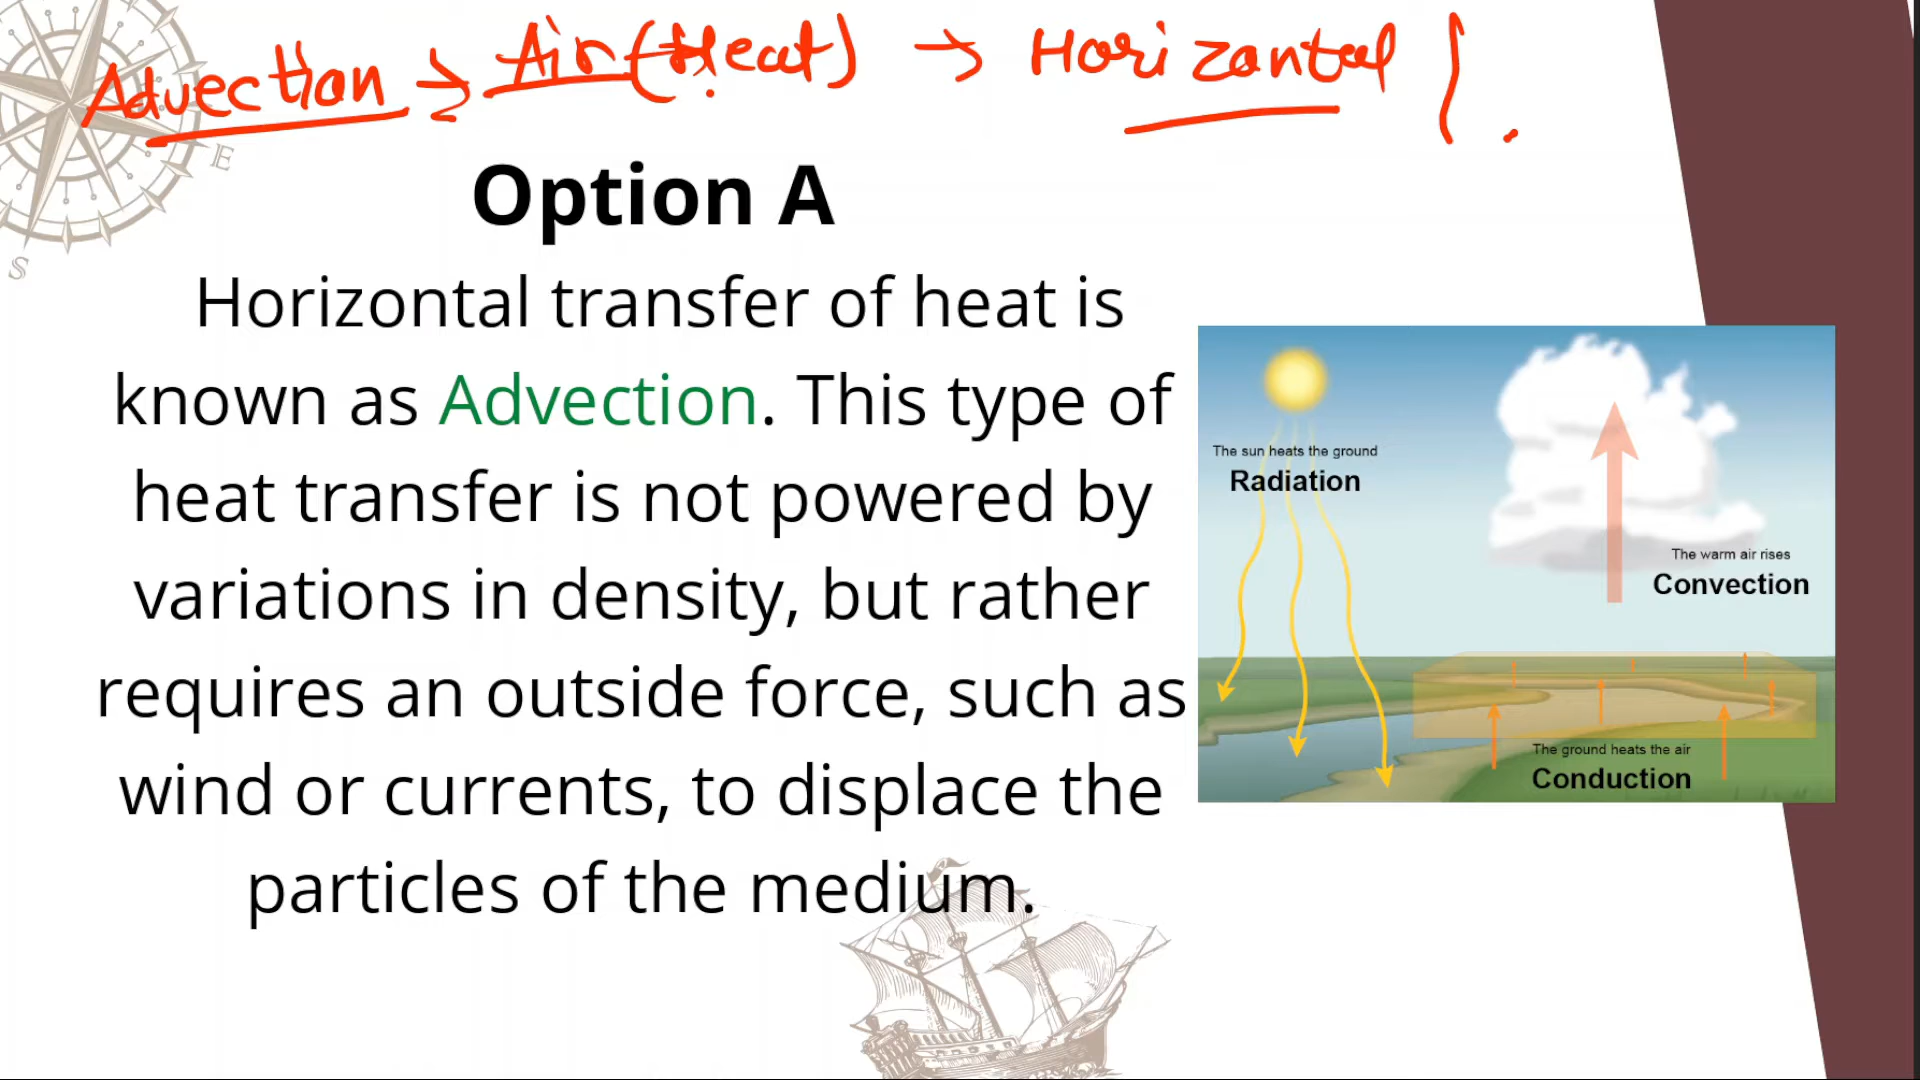 Advection → Air (Heat) → Horizontal
E
S
Option A
Horizontal transfer of heat is
known as Advection. This type of
heat transfer is not powered by
variations in density, but rather
requires an outside force, such as
wind or currents, to displace the
particles of the medium.
The sun heats the ground
Radiation
The warm air rises
Convection
The ground heats the air
Conduction